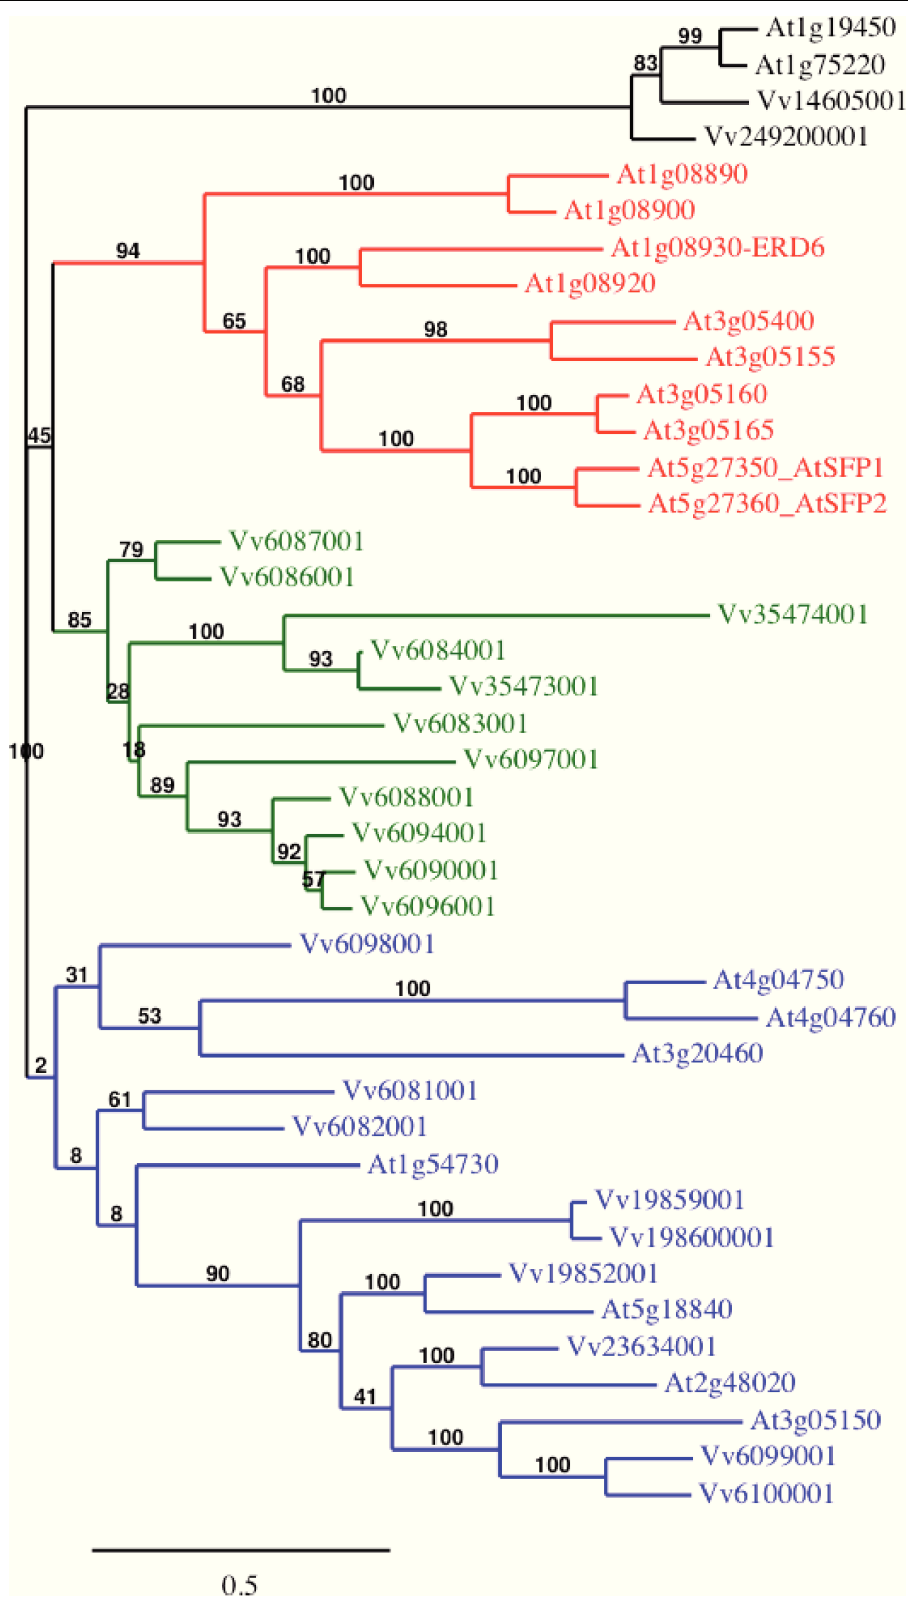 99 At1g19450
83 At1g75220
100 Vv14605001
Vv249200001
100 At1g08890
At1g08900
94 100 At1g08930-ERD6
At1g08920
65 98 At3g05400
At3g05155
68 100 At3g05160
At3g05165
45 100 100 At5g27350_AtSFP1
At5g27360_AtSFP2
79 Vv6087001
Vv6086001
85 100 Vv35474001
93 Vv6084001
28 Vv35473001
Vv6083001
100 18 Vv6097001
89 93 Vv6088001
92 Vv6094001
57 Vv6090001
Vv6096001
Vv6098001
31 100 At4g04750
53 At4g04760
2 At3g20460
61 Vv6081001
Vv6082001
8 At1g54730
8 100 Vv19859001
Vv198600001
90 100 Vv19852001
At5g18840
80 100 Vv23634001
At2g48020
41 At3g05150
100 100 Vv6099001
Vv6100001
0.5